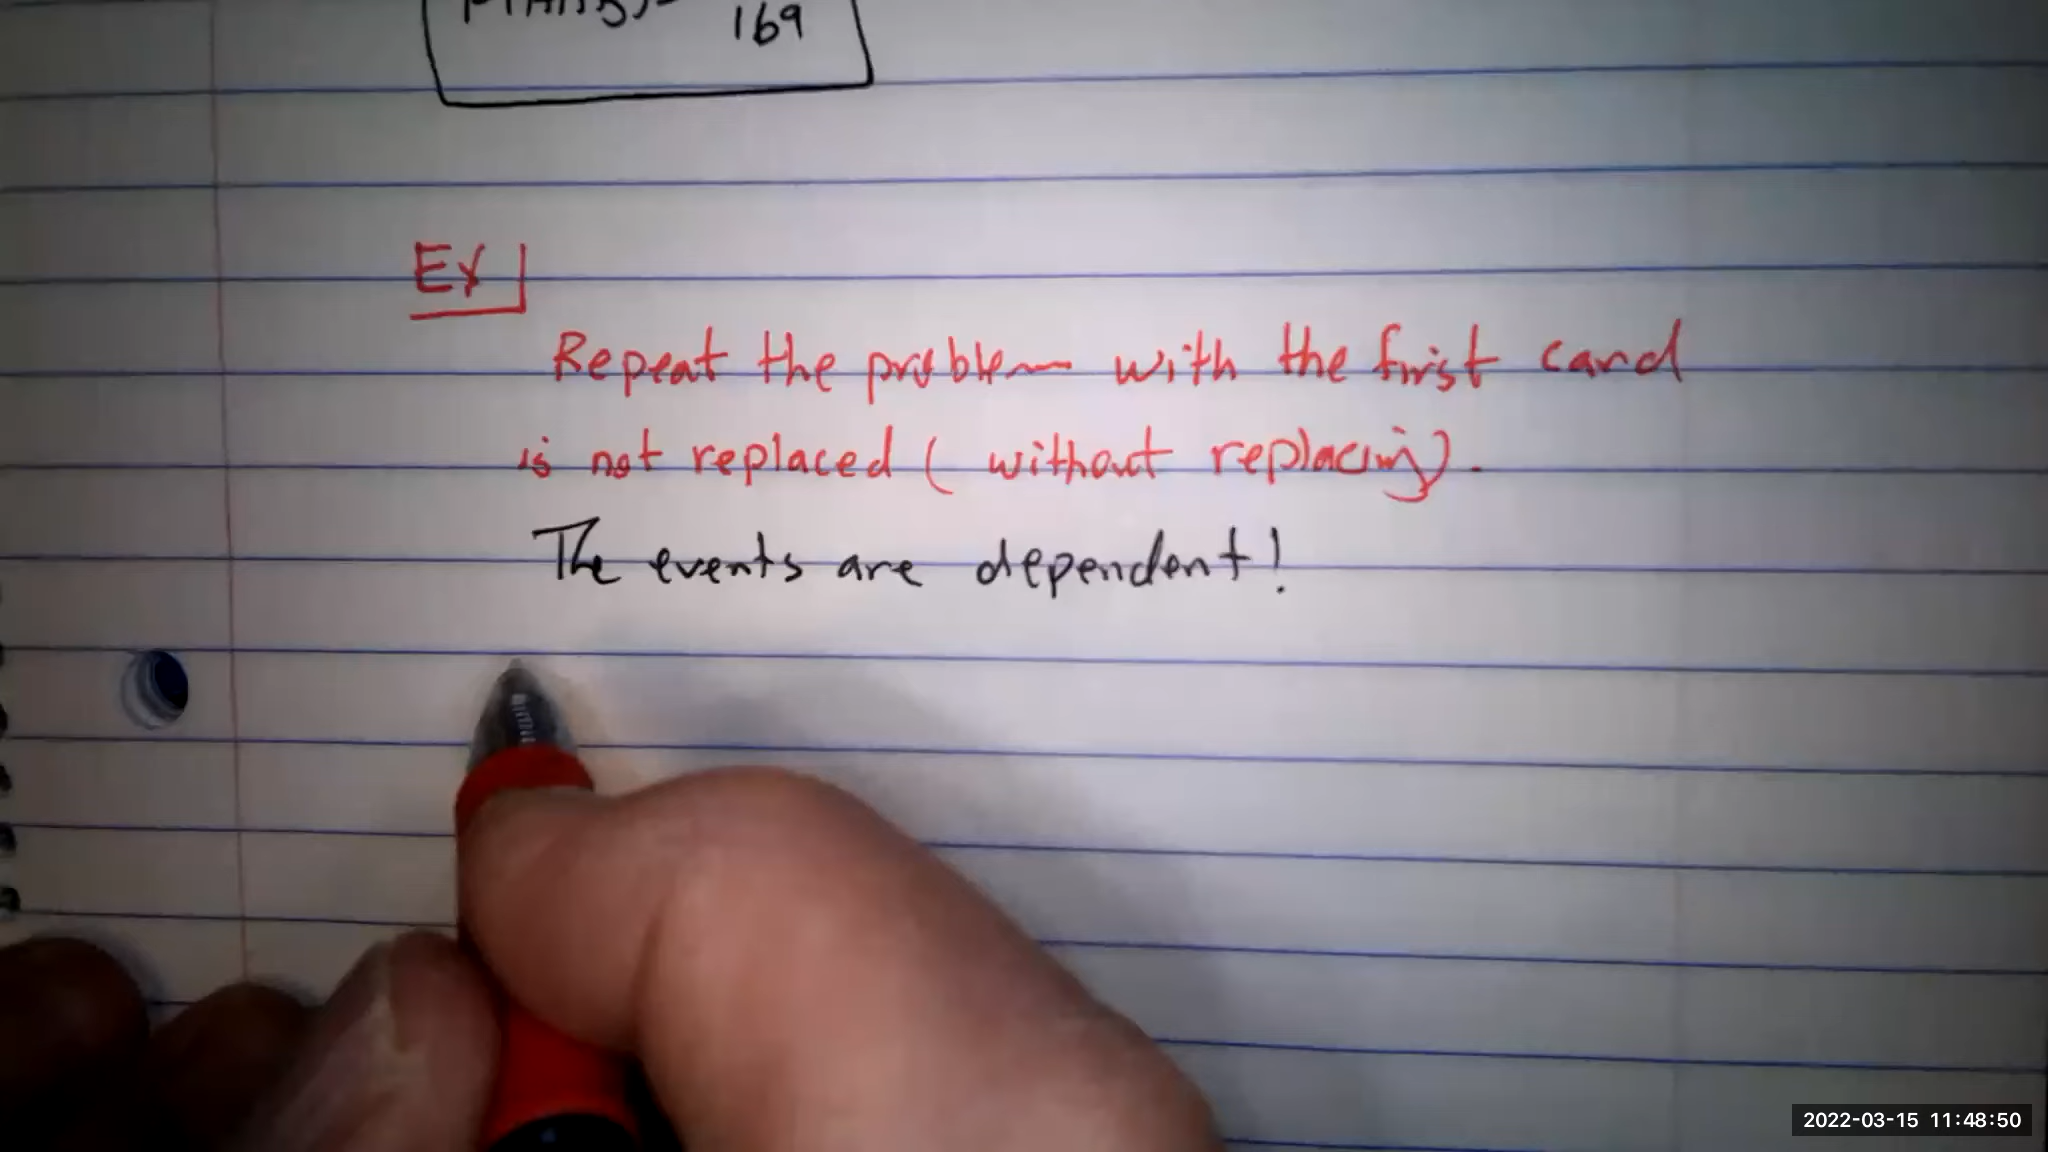 169
Ex
Repeat the problem with the first card
is not replaced ( without replacing).
The events are dependent!
2022-03-15 11:48:50